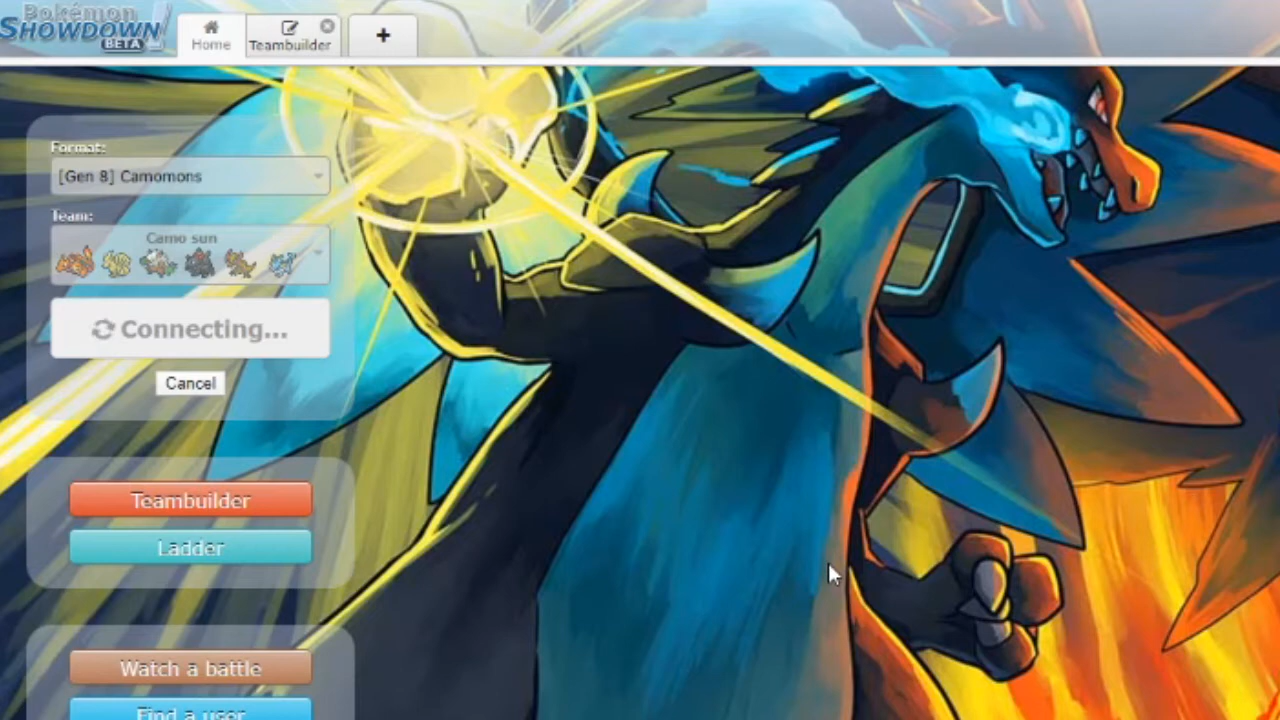 Pokémon
SHOWDOWN
BETA
Home
Teambuilder
+
Format:
[Gen 8] Camomons
Team:
Camo sun
Connecting...
Cancel
Teambuilder
Ladder
Watch a battle
Find a user